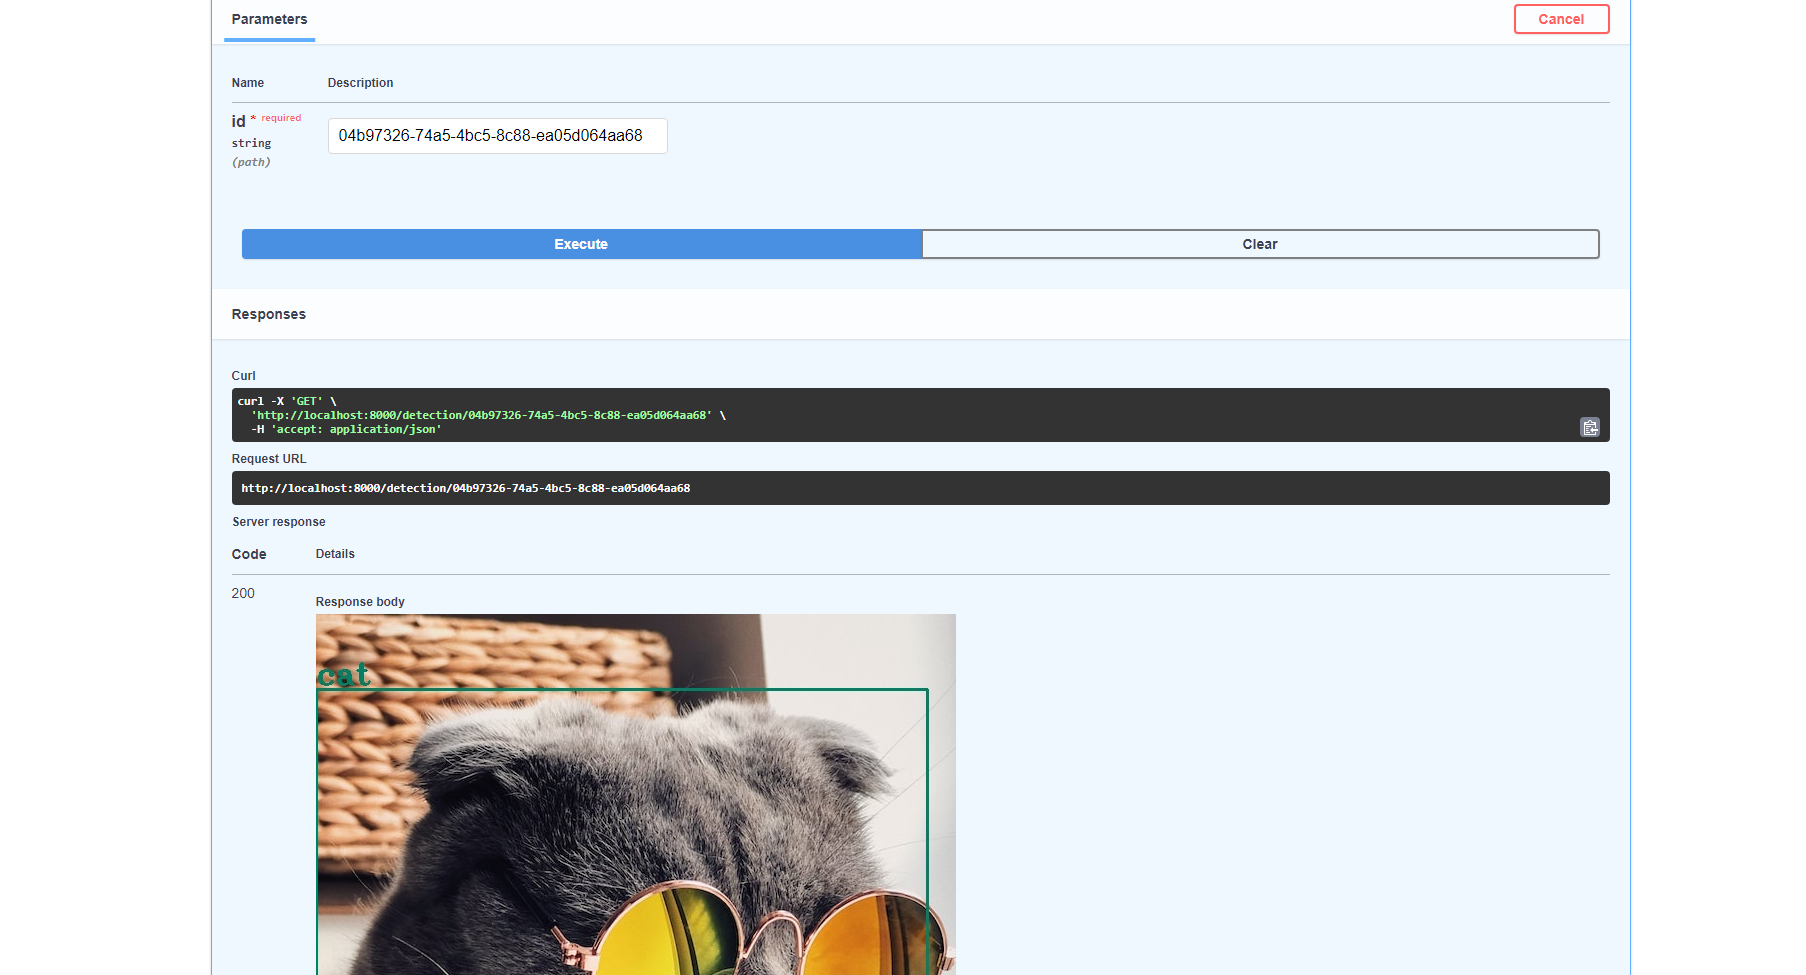 Parameters
Cancel
Name
Description
id * required
string
(path)
04b97326-74a5-4bc5-8c88-ea05d064aa68
Execute
Clear
Responses
Curl
curl -X 'GET' \
'http://localhost:8000/detection/04b97326-74a5-4bc5-8c88-ea05d064aa68' \
-H 'accept: application/json'
Request URL
http://localhost:8000/detection/04b97326-74a5-4bc5-8c88-ea05d064aa68
Server response
Code
Details
200
Response body
cat